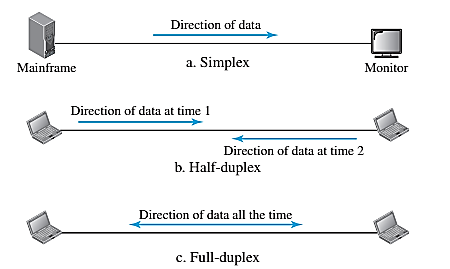 Direction of data
Mainframe
a. Simplex
Monitor
Direction of data at time 1
Direction of data at time 2
b. Half-duplex
Direction of data all the time
c. Full-duplex